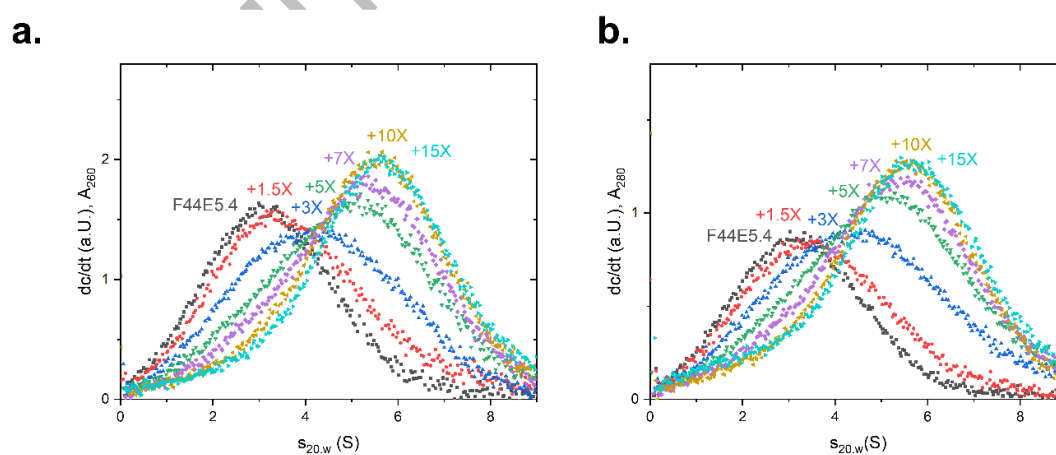 a.
dc/dt (a.U.), A260
2
1
0
F44E5.4
+1.5X
+3X
+5X
+7X
+10X
+15X
0 2 4 6 8
s20.w (S)
b.
dc/dt (a.U.), A280
1
0
F44E5.4
+1.5X
+3X
+5X
+7X
+10X
+15X
0 2 4 6 8
s20.w(S)